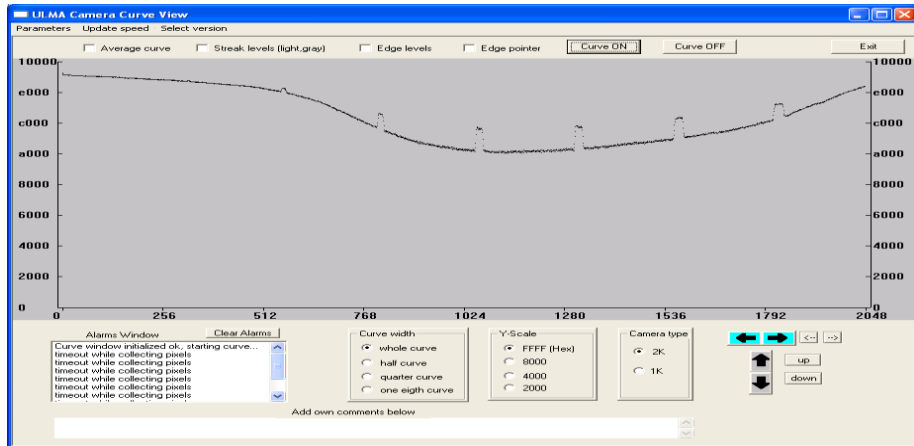 ULMA Camera Curve View
Parameters Update speed Select version
Average curve Streak levels (light,gray) Edge levels Edge pointer Curve ON Curve OFF Exit
10000 10000
e000 e000
c000 c000
a000 a000
8000 8000
6000 6000
4000 4000
2000 2000
0 0
0 256 512 768 1024 1280 1536 1792 2048
Alarms Window Clear Alarms
Curve window initialized ok, starting curve...
timeout while collecting pixels
timeout while collecting pixels
timeout while collecting pixels
timeout while collecting pixels
timeout while collecting pixels
timeout while collecting pixels
Curve width
whole curve
half curve
quarter curve
one eigth curve
Y-Scale
FFFF (Hex)
8000
4000
2000
Camera type
2K
1K
<-- -->
up
down
Add own comments below